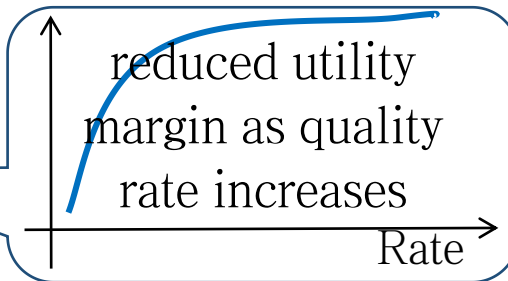 reduced utility
margin as quality
rate increases
Rate